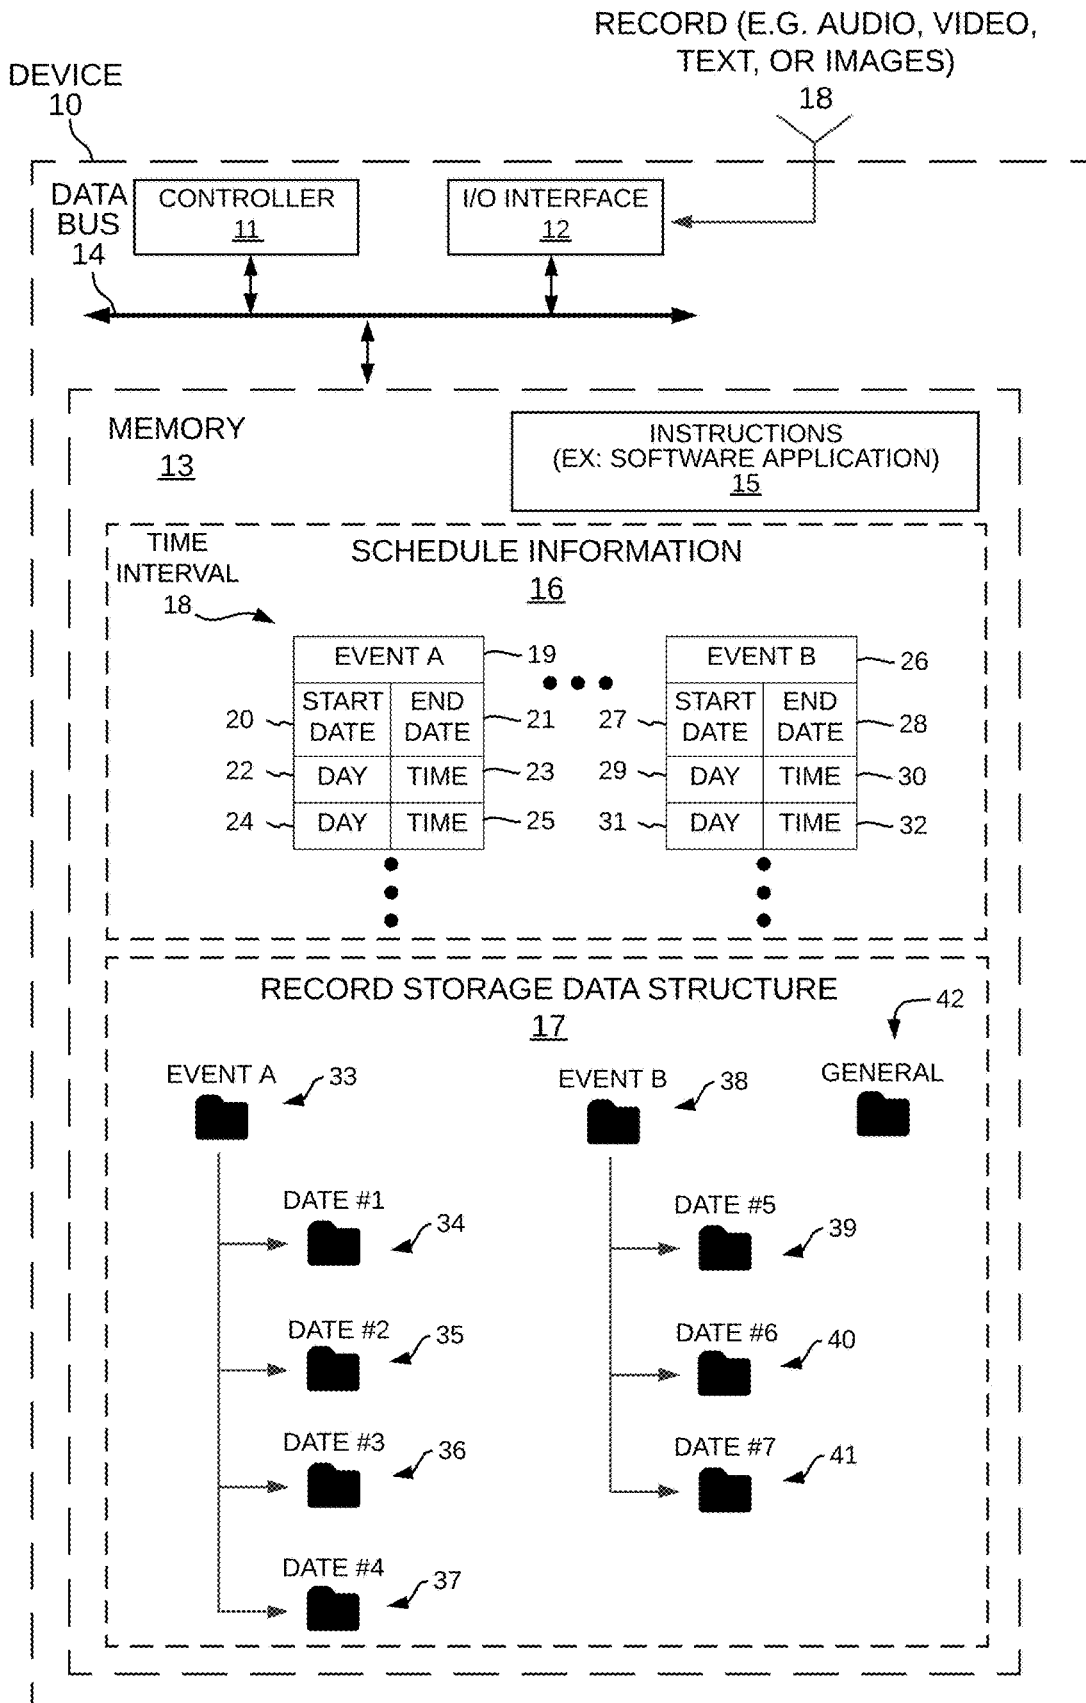 RECORD (E.G. AUDIO, VIDEO,
TEXT, OR IMAGES)
18
DEVICE
10
DATA
BUS
14
CONTROLLER
11
I/O INTERFACE
12
MEMORY
13
INSTRUCTIONS
(EX: SOFTWARE APPLICATION)
15
TIME
INTERVAL
18
SCHEDULE INFORMATION
16
EVENT A
19
START
DATE
20
END
DATE
21
DAY
22
TIME
23
DAY
24
TIME
25
EVENT B
26
START
DATE
27
END
DATE
28
DAY
29
TIME
30
DAY
31
TIME
32
RECORD STORAGE DATA STRUCTURE
17
EVENT A
33
DATE #1
34
DATE #2
35
DATE #3
36
DATE #4
37
EVENT B
38
DATE #5
39
DATE #6
40
DATE #7
41
GENERAL
42